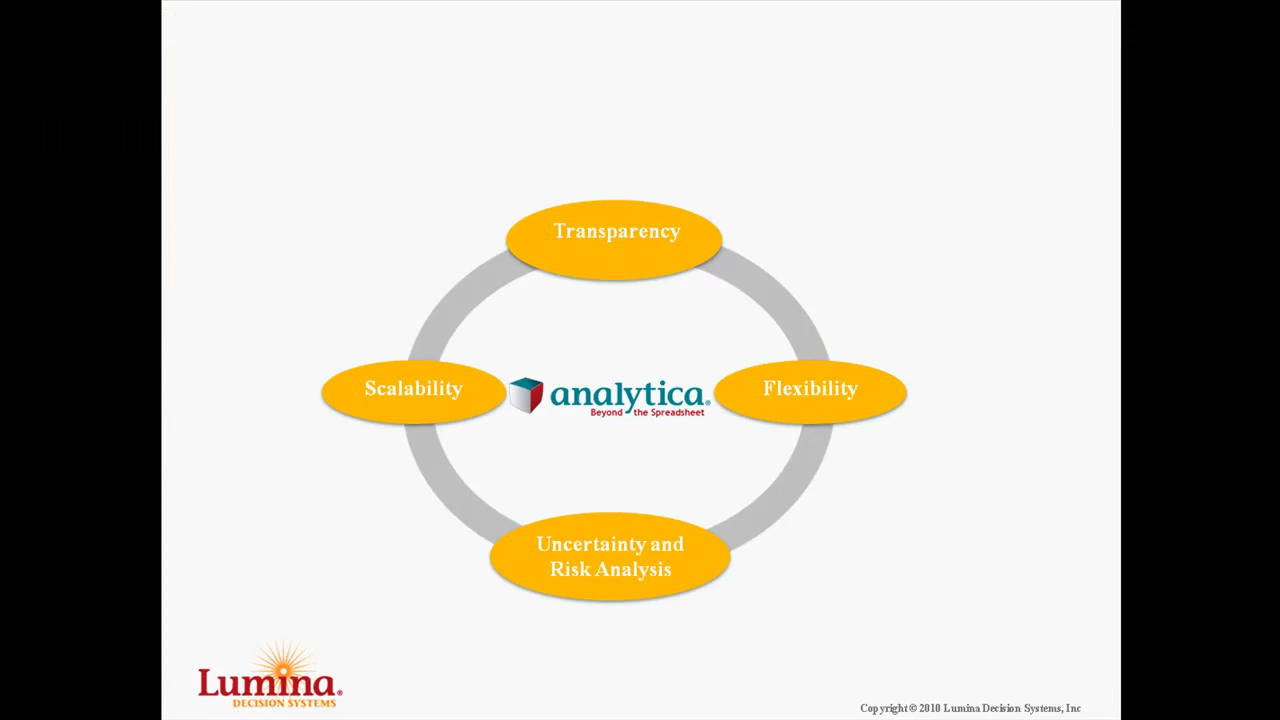 Transparency
Scalability
analytica®
Beyond the Spreadsheet
Flexibility
Uncertainty and
Risk Analysis
Lumina®
DECISION SYSTEMS
Copyright © 2010 Lumina Decision Systems, Inc